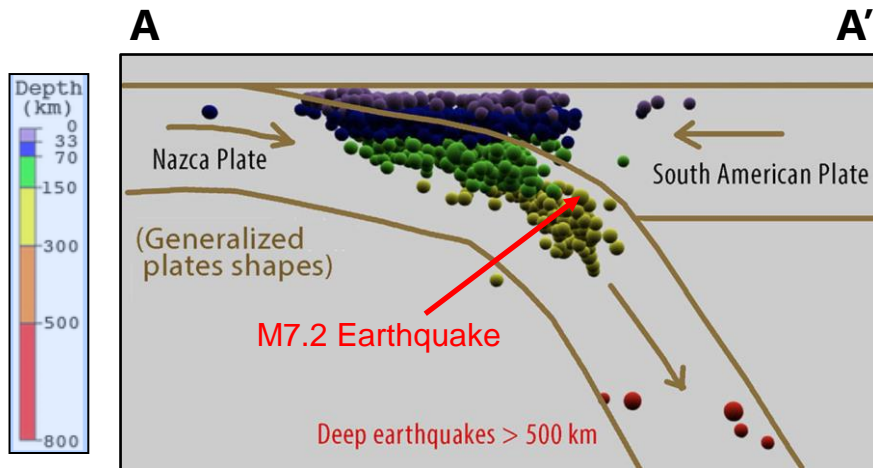 A
A'
Depth
(km)
0
33
70
150
300
500
800
Nazca Plate
South American Plate
(Generalized
plates shapes)
M7.2 Earthquake
Deep earthquakes > 500 km